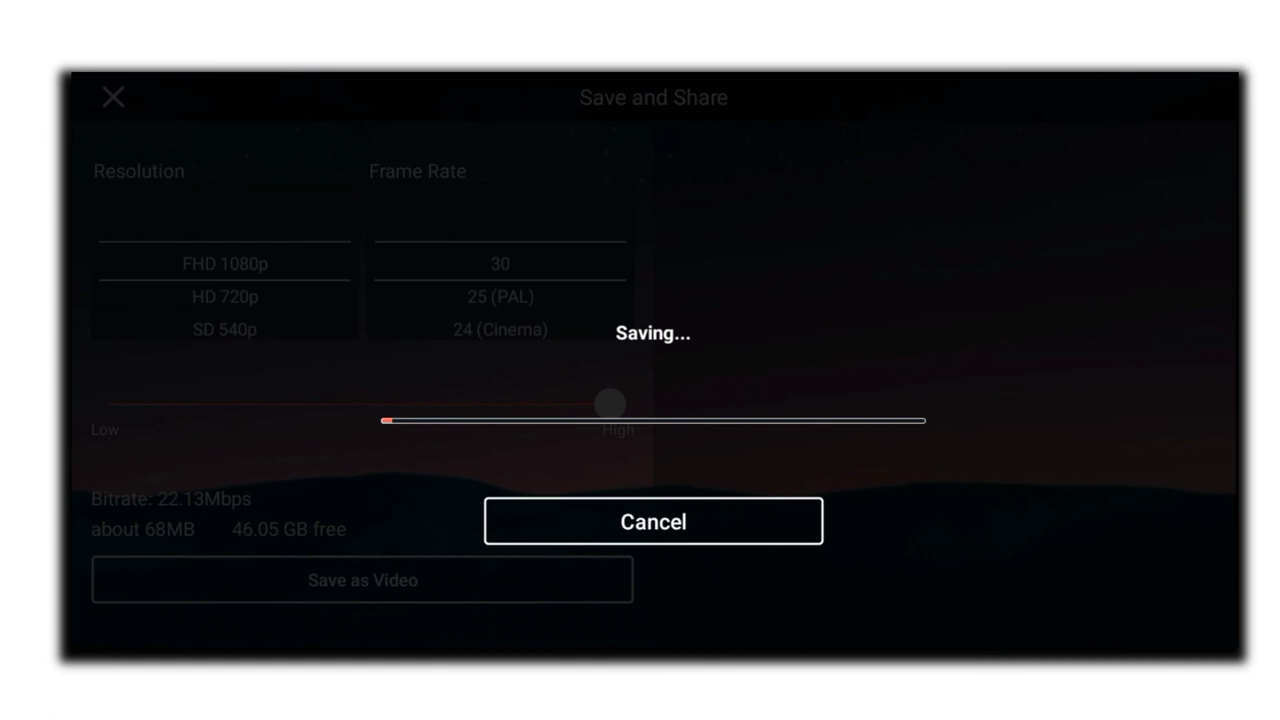 Save and Share
Resolution
Frame Rate
FHD 1080p
30
HD 720p
25 (PAL)
SD 540p
24 (Cinema)
Saving...
Low
High
Bitrate: 22.13Mbps
about 68MB 46.05 GB free
Cancel
Save as Video